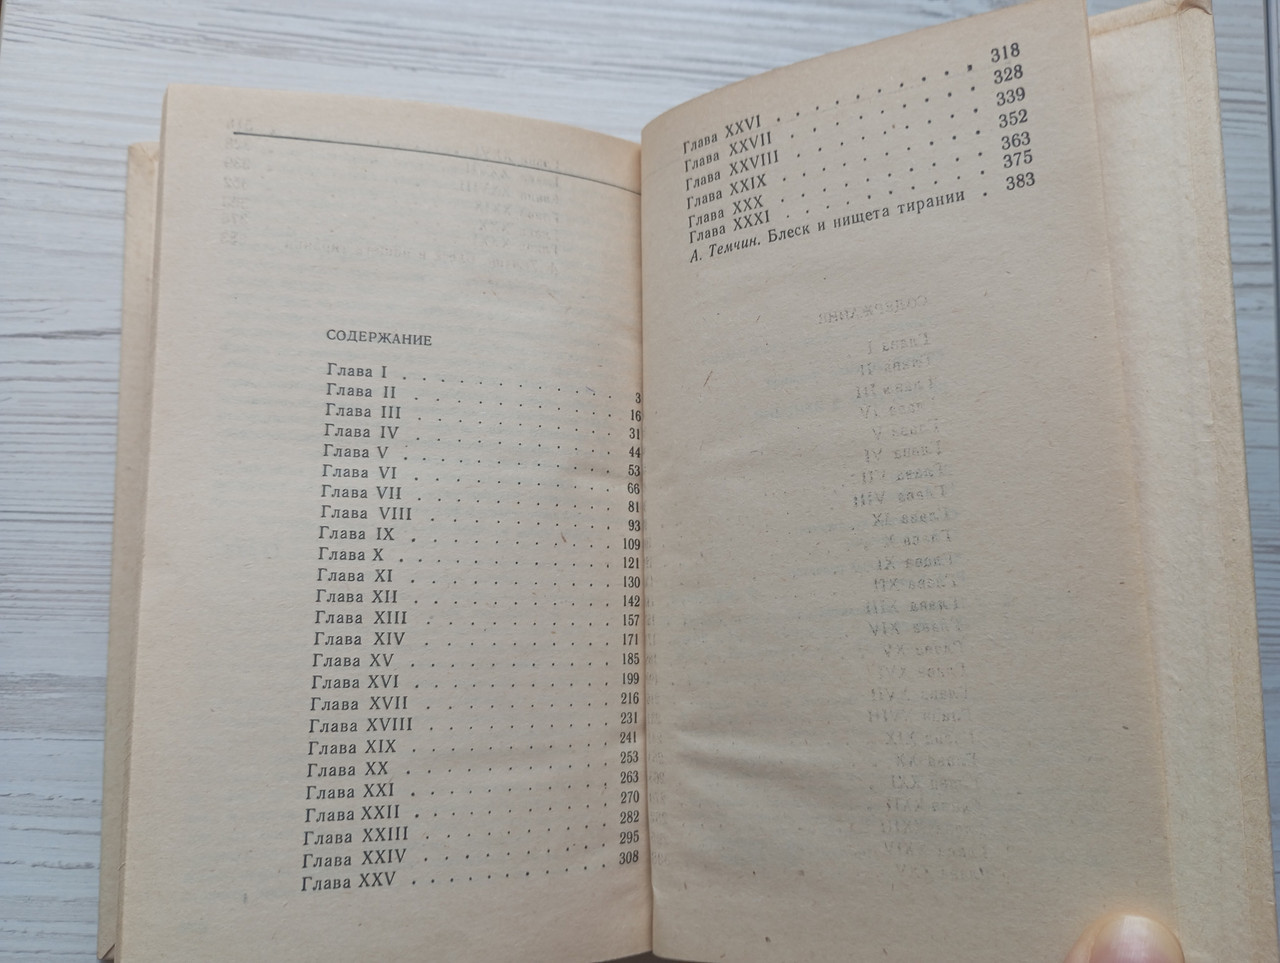 СОДЕРЖАНИЕ
Глава I . . . . . . . . . . 3
Глава II . . . . . . . . . . 16
Глава III . . . . . . . . . . 31
Глава IV . . . . . . . . . . 44
Глава V . . . . . . . . . . 53
Глава VI . . . . . . . . . . 66
Глава VII . . . . . . . . . . 81
Глава VIII . . . . . . . . . . 93
Глава IX . . . . . . . . . . 109
Глава X . . . . . . . . . . 121
Глава XI . . . . . . . . . . 130
Глава XII . . . . . . . . . . 142
Глава XIII . . . . . . . . . . 157
Глава XIV . . . . . . . . . . 171
Глава XV . . . . . . . . . . 185
Глава XVI . . . . . . . . . . 199
Глава XVII . . . . . . . . . . 216
Глава XVIII . . . . . . . . . . 231
Глава XIX . . . . . . . . . . 241
Глава XX . . . . . . . . . . 253
Глава XXI . . . . . . . . . . 263
Глава XXII . . . . . . . . . . 270
Глава XXIII . . . . . . . . . . 282
Глава XXIV . . . . . . . . . . 295
Глава XXV . . . . . . . . . . 308
Глава XXVI . . . . . . . . 318
Глава XXVII . . . . . . . . 328
Глава XXVIII . . . . . . . . 339
Глава XXIX . . . . . . . . 352
Глава XXX . . . . . . . . 363
Глава XXXI . . . . . . . . 375
А. Темчин. Блеск и нищета тирании . 383